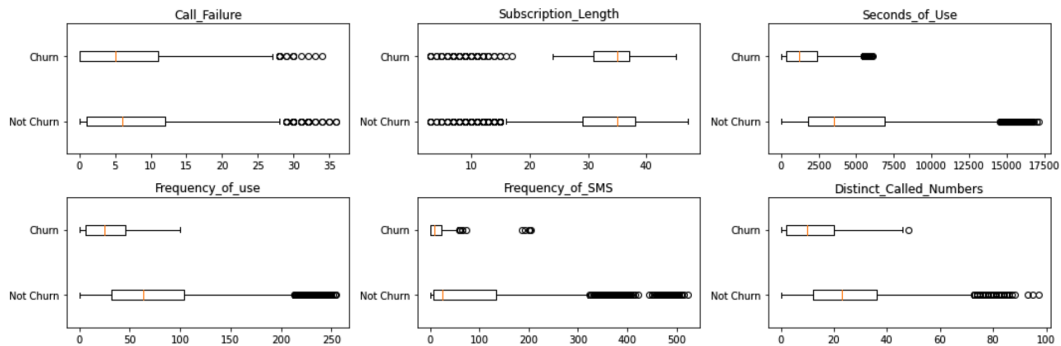 Call_Failure
Churn
Not Churn
0 5 10 15 20 25 30 35
Subscription_Length
Churn
Not Churn
10 20 30 40
Seconds_of_Use
Churn
Not Churn
0 2500 5000 7500 10000 12500 15000 17500
Frequency_of_use
Churn
Not Churn
0 50 100 150 200 250
Frequency_of_SMS
Churn
Not Churn
0 100 200 300 400 500
Distinct_Called_Numbers
Churn
Not Churn
0 20 40 60 80 100